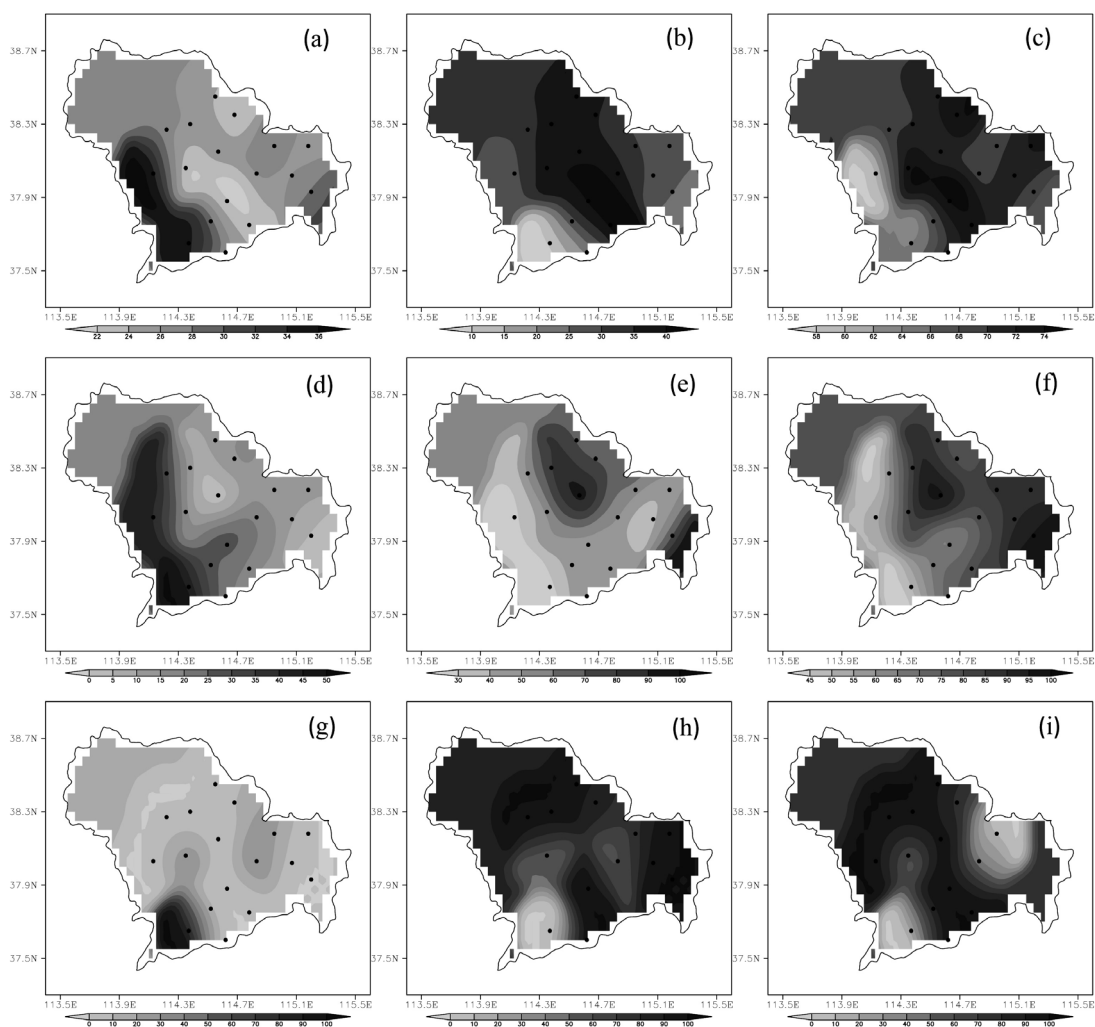 (a) (b) (c)
38.7N 38.7N 38.7N
38.3N 38.3N 38.3N
37.9N 37.9N 37.9N
37.5N 37.5N 37.5N
113.5E 113.9E 114.3E 114.7E 115.1E 115.5E 113.5E 113.9E 114.3E 114.7E 115.1E 115.5E 113.5E 113.9E 114.3E 114.7E 115.1E 115.5E
22 24 26 28 30 32 34 36 10 15 20 25 30 35 40 58 60 62 64 66 68 70 72 74
(d) (e) (f)
38.7N 38.7N 38.7N
38.3N 38.3N 38.3N
37.9N 37.9N 37.9N
37.5N 37.5N 37.5N
113.5E 113.9E 114.3E 114.7E 115.1E 115.5E 113.5E 113.9E 114.3E 114.7E 115.1E 115.5E 113.5E 113.9E 114.3E 114.7E 115.1E 115.5E
0 5 10 15 20 25 30 35 40 45 50 30 40 50 60 70 80 90 100 45 50 55 60 65 70 75 80 85 90 95 100
(g) (h) (i)
38.7N 38.7N 38.7N
38.3N 38.3N 38.3N
37.9N 37.9N 37.9N
37.5N 37.5N 37.5N
113.5E 113.9E 114.3E 114.7E 115.1E 115.5E 113.5E 113.9E 114.3E 114.7E 115.1E 115.5E 113.5E 113.9E 114.3E 114.7E 115.1E 115.5E
0 10 20 30 40 50 60 70 80 90 100 0 10 20 30 40 50 60 70 80 90 100 0 10 20 30 40 50 60 70 80 90 100